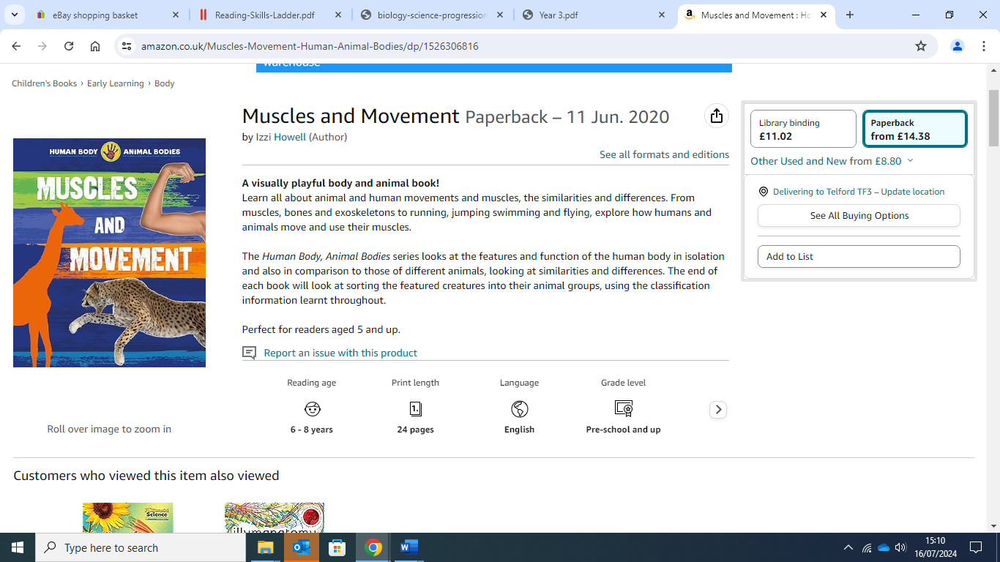 eBay shopping basket
Reading-Skills-Ladder.pdf
biology-science-progression
Year 3.pdf
Muscles and Movement : Ho
amazon.co.uk/Muscles-Movement-Human-Animal-Bodies/dp/1526306816
warehouse
Children's Books › Early Learning › Body
HUMAN BODY ANIMAL BODIES
MUSCLES
AND
MOVEMENT
Roll over image to zoom in
Muscles and Movement Paperback – 11 Jun. 2020
by Izzi Howell (Author)
See all formats and editions
A visually playful body and animal book!
Learn all about animal and human movements and muscles, the similarities and differences. From
muscles, bones and exoskeletons to running, jumping swimming and flying, explore how humans and
animals move and use their muscles.
The Human Body, Animal Bodies series looks at the features and function of the human body in isolation
and also in comparison to those of different animals, looking at similarities and differences. The end of
each book will look at sorting the featured creatures into their animal groups, using the classification
information learnt throughout.
Perfect for readers aged 5 and up.
Report an issue with this product
Reading age
6 - 8 years
Print length
1.
24 pages
Language
English
Grade level
Pre-school and up
Library binding
£11.02
Paperback
from £14.38
Other Used and New from £8.80
Delivering to Telford TF3 – Update location
See All Buying Options
Add to List
Customers who viewed this item also viewed
Science
illumanatomy
Type here to search
15:10
16/07/2024